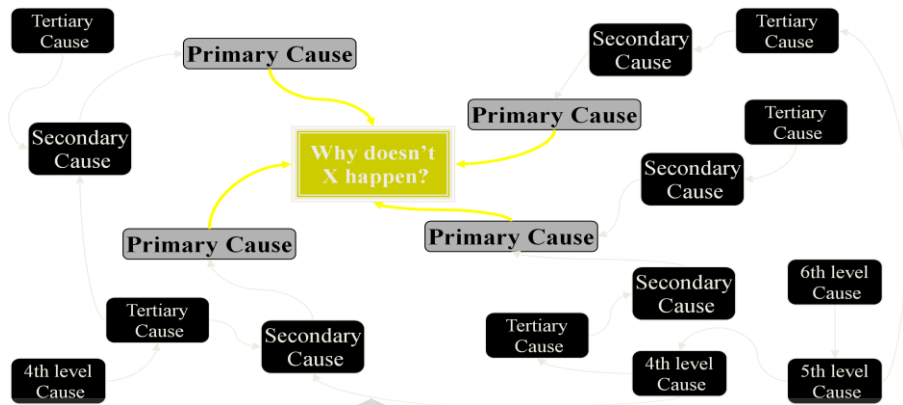 Tertiary
Cause
Primary Cause
Secondary
Cause
Tertiary
Cause
Primary Cause
Tertiary
Cause
Secondary
Cause
Why doesn't
X happen?
Secondary
Cause
Primary Cause
Primary Cause
Secondary
Cause
6th level
Cause
Tertiary
Cause
Secondary
Cause
Tertiary
Cause
4th level
Cause
4th level
Cause
5th level
Cause